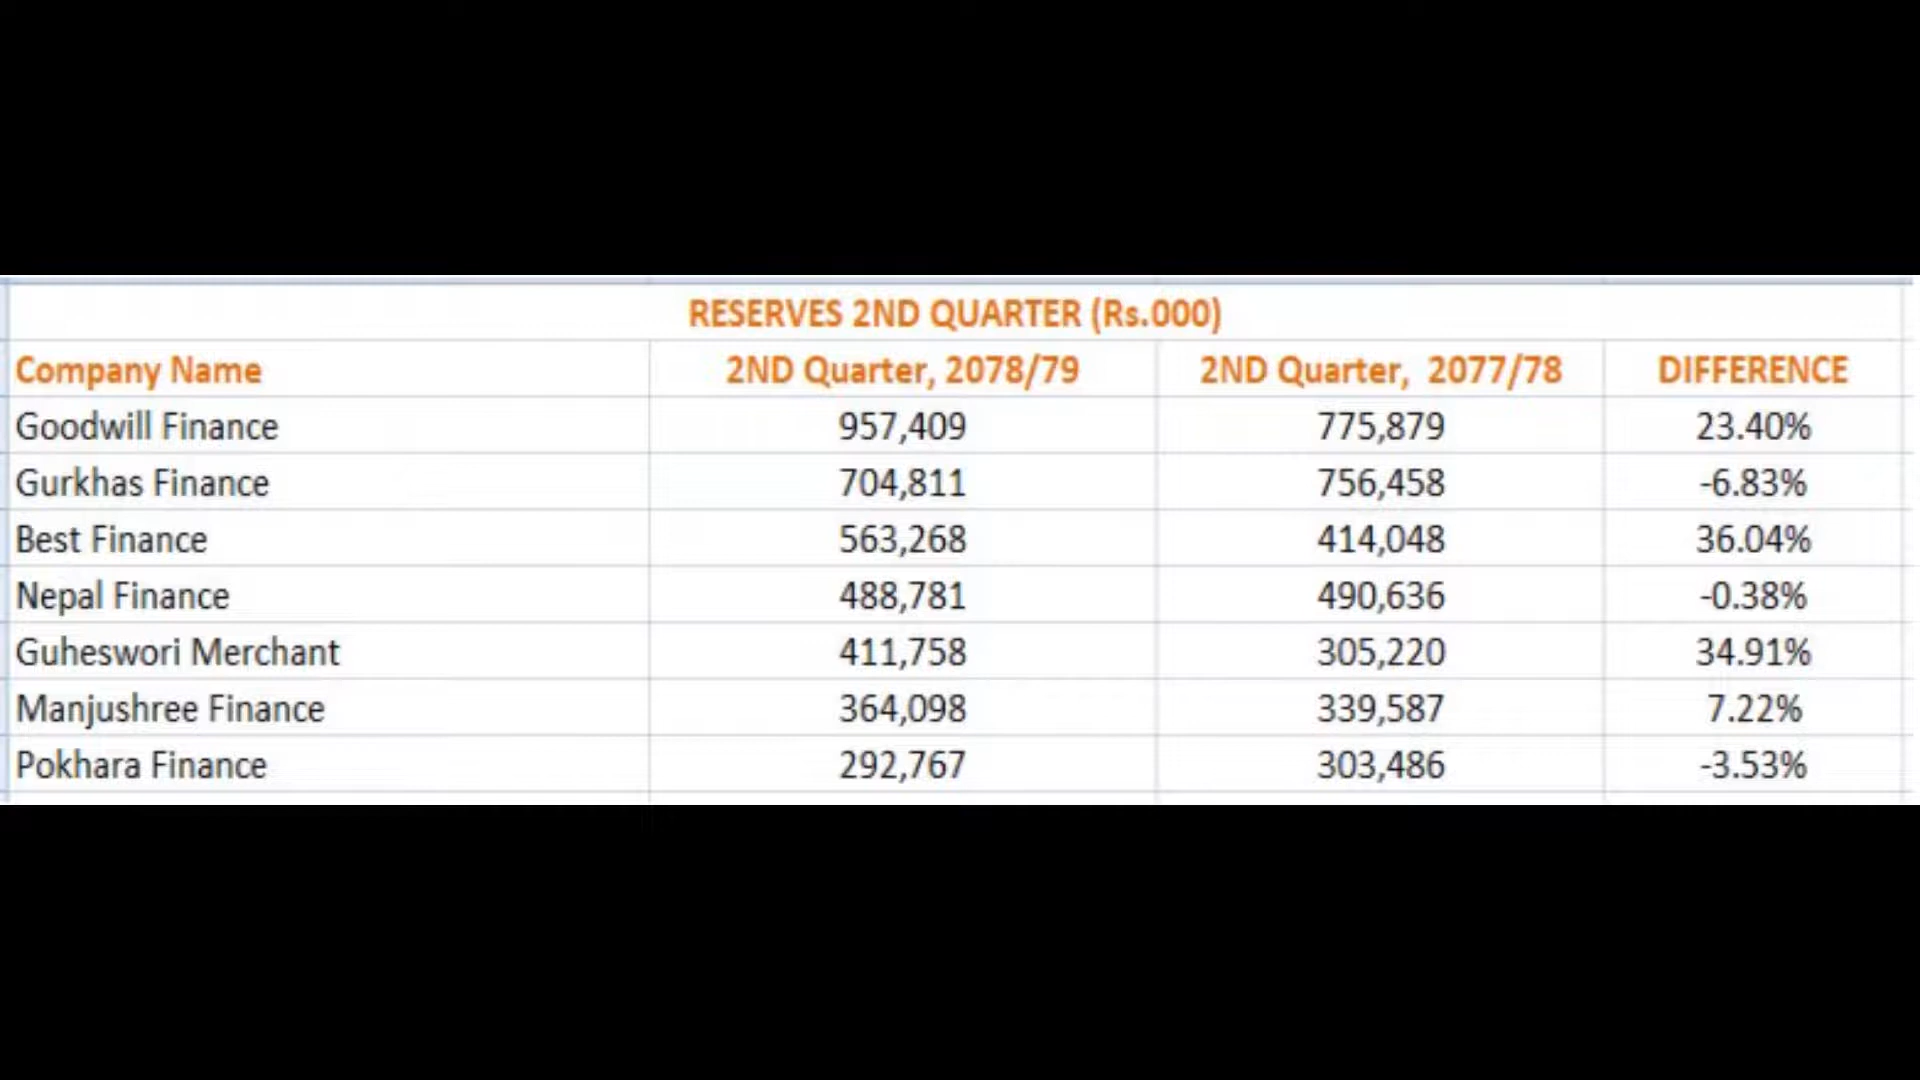 RESERVES 2ND QUARTER (Rs.000)
Company Name 2ND Quarter, 2078/79 2ND Quarter, 2077/78 DIFFERENCE
Goodwill Finance 957,409 775,879 23.40%
Gurkhas Finance 704,811 756,458 -6.83%
Best Finance 563,268 414,048 36.04%
Nepal Finance 488,781 490,636 -0.38%
Guheswori Merchant 411,758 305,220 34.91%
Manjushree Finance 364,098 339,587 7.22%
Pokhara Finance 292,767 303,486 -3.53%